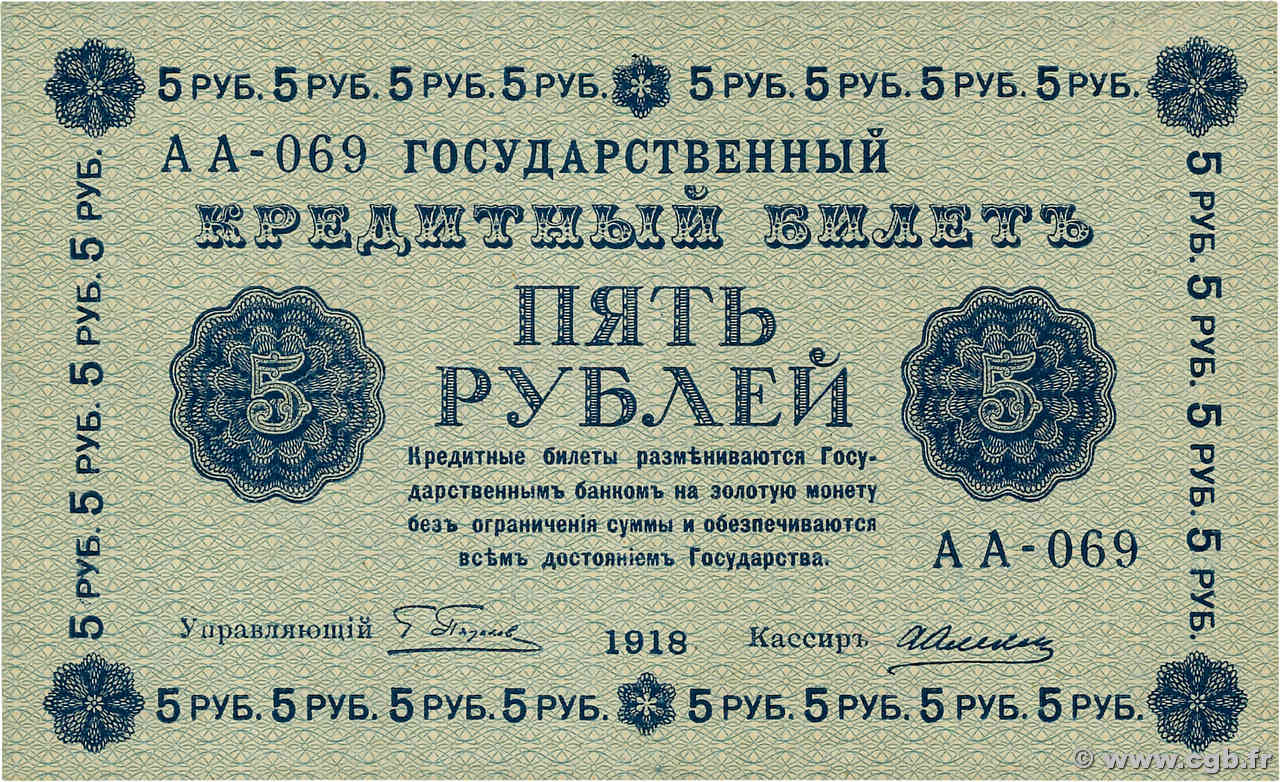 5 РУБ. 5 РУБ. 5 РУБ. 5 РУБ. 5 РУБ. 5 РУБ. 5 РУБ. 5 РУБ.
АА-069 ГОСУДАРСТВЕННЫЙ
КРЕДИТНЫЙ БИЛЕТЪ
ПЯТЬ
РУБЛЕЙ
5
5
Кредитные билеты размѣниваются Госу-
дарственнымъ банкомъ на золотую монету
безъ ограниченія суммы и обезпечиваются
всѣмъ достояніемъ Государства.
АА-069
Управляющій
1918 Кассиръ
5 РУБ. 5 РУБ. 5 РУБ. 5 РУБ.
5 РУБ. 5 РУБ. 5 РУБ. 5 РУБ.
5 РУБ. 5 РУБ. 5 РУБ. 5 РУБ. 5 РУБ. 5 РУБ. 5 РУБ. 5 РУБ.
© www.cgb.fr